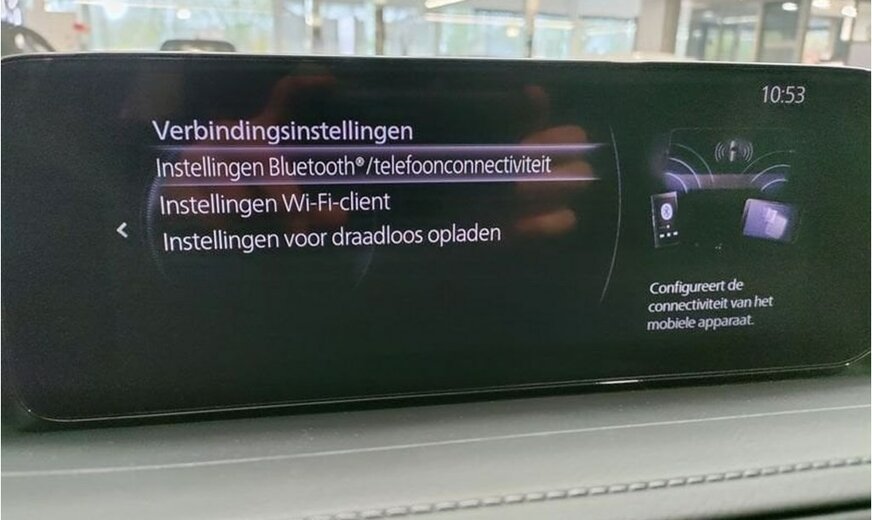 10:53
Verbindingsinstellingen
Instellingen Bluetooth®/telefoonconnectiviteit
Instellingen Wi-Fi-client
Instellingen voor draadloos opladen
Configureert de
connectiviteit van het
mobiele apparaat.